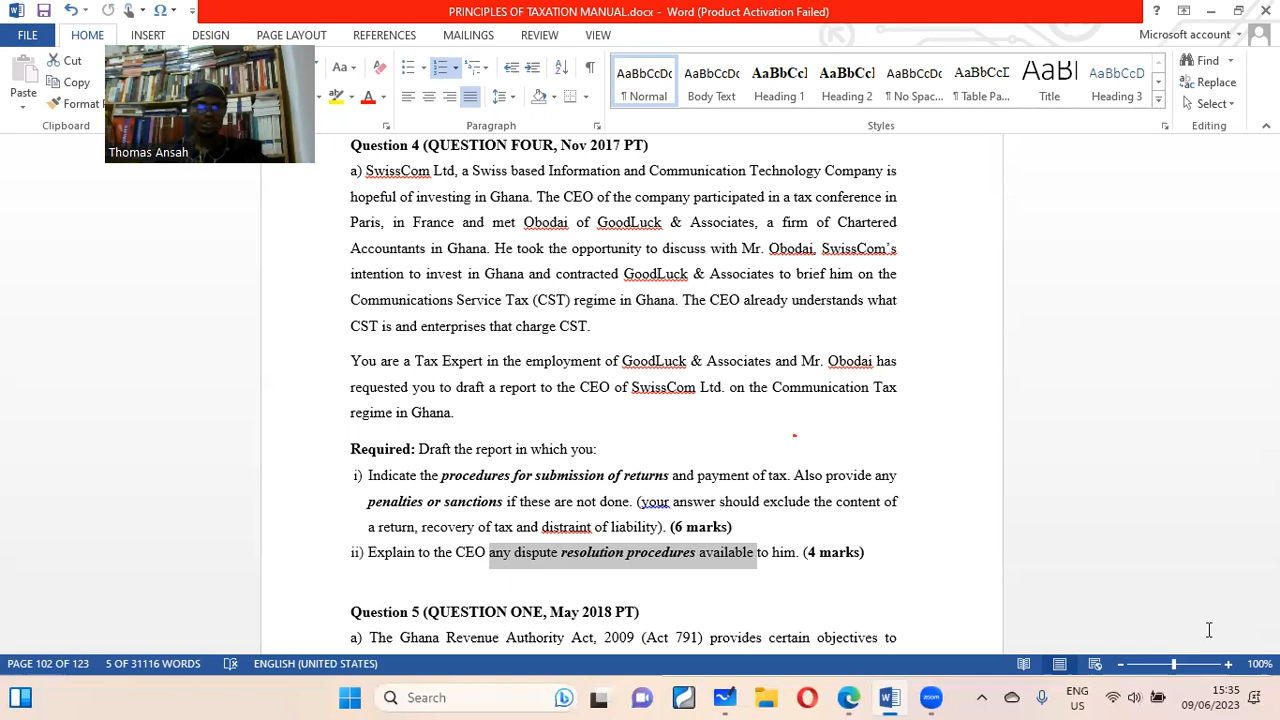 PRINCIPLES OF TAXATION MANUAL.docx - Word (Product Activation Failed)
FILE HOME INSERT DESIGN PAGE LAYOUT REFERENCES MAILINGS REVIEW VIEW Microsoft account
Cut
Copy
Format
Paste
Clipboard
Thomas Ansah
Aa
A
Paragraph
AaBbCcDc AaBbCcDc AaBbCcI AaBbCcI AaBbCcDc AaBbCcDc AaBl AaBbCcDc
¶ Normal Body Text Heading 1 Heading 2 ¶ No Spac... ¶ Table Pa... Title Heading 3
Styles
Find
Replace
Select
Editing
Question 4 (QUESTION FOUR, Nov 2017 PT)
a) SwissCom Ltd, a Swiss based Information and Communication Technology Company is
hopeful of investing in Ghana. The CEO of the company participated in a tax conference in
Paris, in France and met Obodai of GoodLuck & Associates, a firm of Chartered
Accountants in Ghana. He took the opportunity to discuss with Mr. Obodai, SwissCom’s
intention to invest in Ghana and contracted GoodLuck & Associates to brief him on the
Communications Service Tax (CST) regime in Ghana. The CEO already understands what
CST is and enterprises that charge CST.
You are a Tax Expert in the employment of GoodLuck & Associates and Mr. Obodai has
requested you to draft a report to the CEO of SwissCom Ltd. on the Communication Tax
regime in Ghana.
Required: Draft the report in which you:
i) Indicate the procedures for submission of returns and payment of tax. Also provide any
penalties or sanctions if these are not done. (your answer should exclude the content of
a return, recovery of tax and distraint of liability). (6 marks)
ii) Explain to the CEO any dispute resolution procedures available to him. (4 marks)
Question 5 (QUESTION ONE, May 2018 PT)
a) The Ghana Revenue Authority Act, 2009 (Act 791) provides certain objectives to
PAGE 102 OF 123 5 OF 31116 WORDS ENGLISH (UNITED STATES) 100%
Search
ENG
US
15:35
09/06/2023